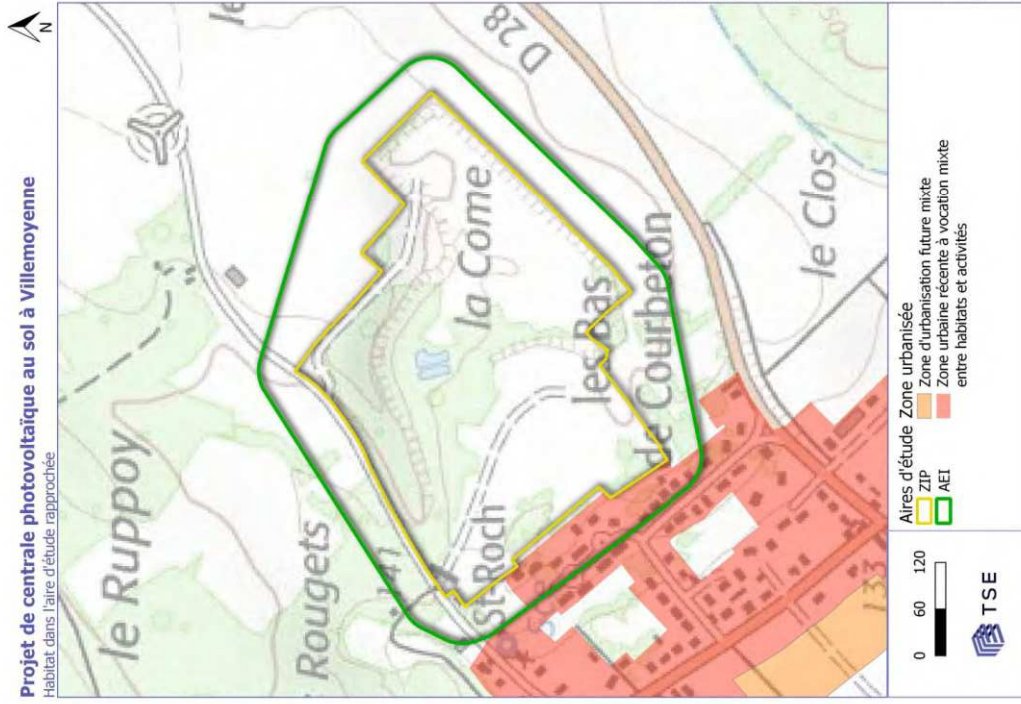 Projet de centrale photovoltaïque au sol à Villemoyenne
Habitat dans l'aire d'étude rapprochée
N
le Ruppoy
Rougets
141
St-Roch
la Come
les Bas
de Courbeton
D 28
le Clos
133
Aires d'étude
ZIP
AEI
Zone urbanisée
Zone d'urbanisation future mixte
Zone urbaine récente à vocation mixte
entre habitats et activités
0 60 120
TSE